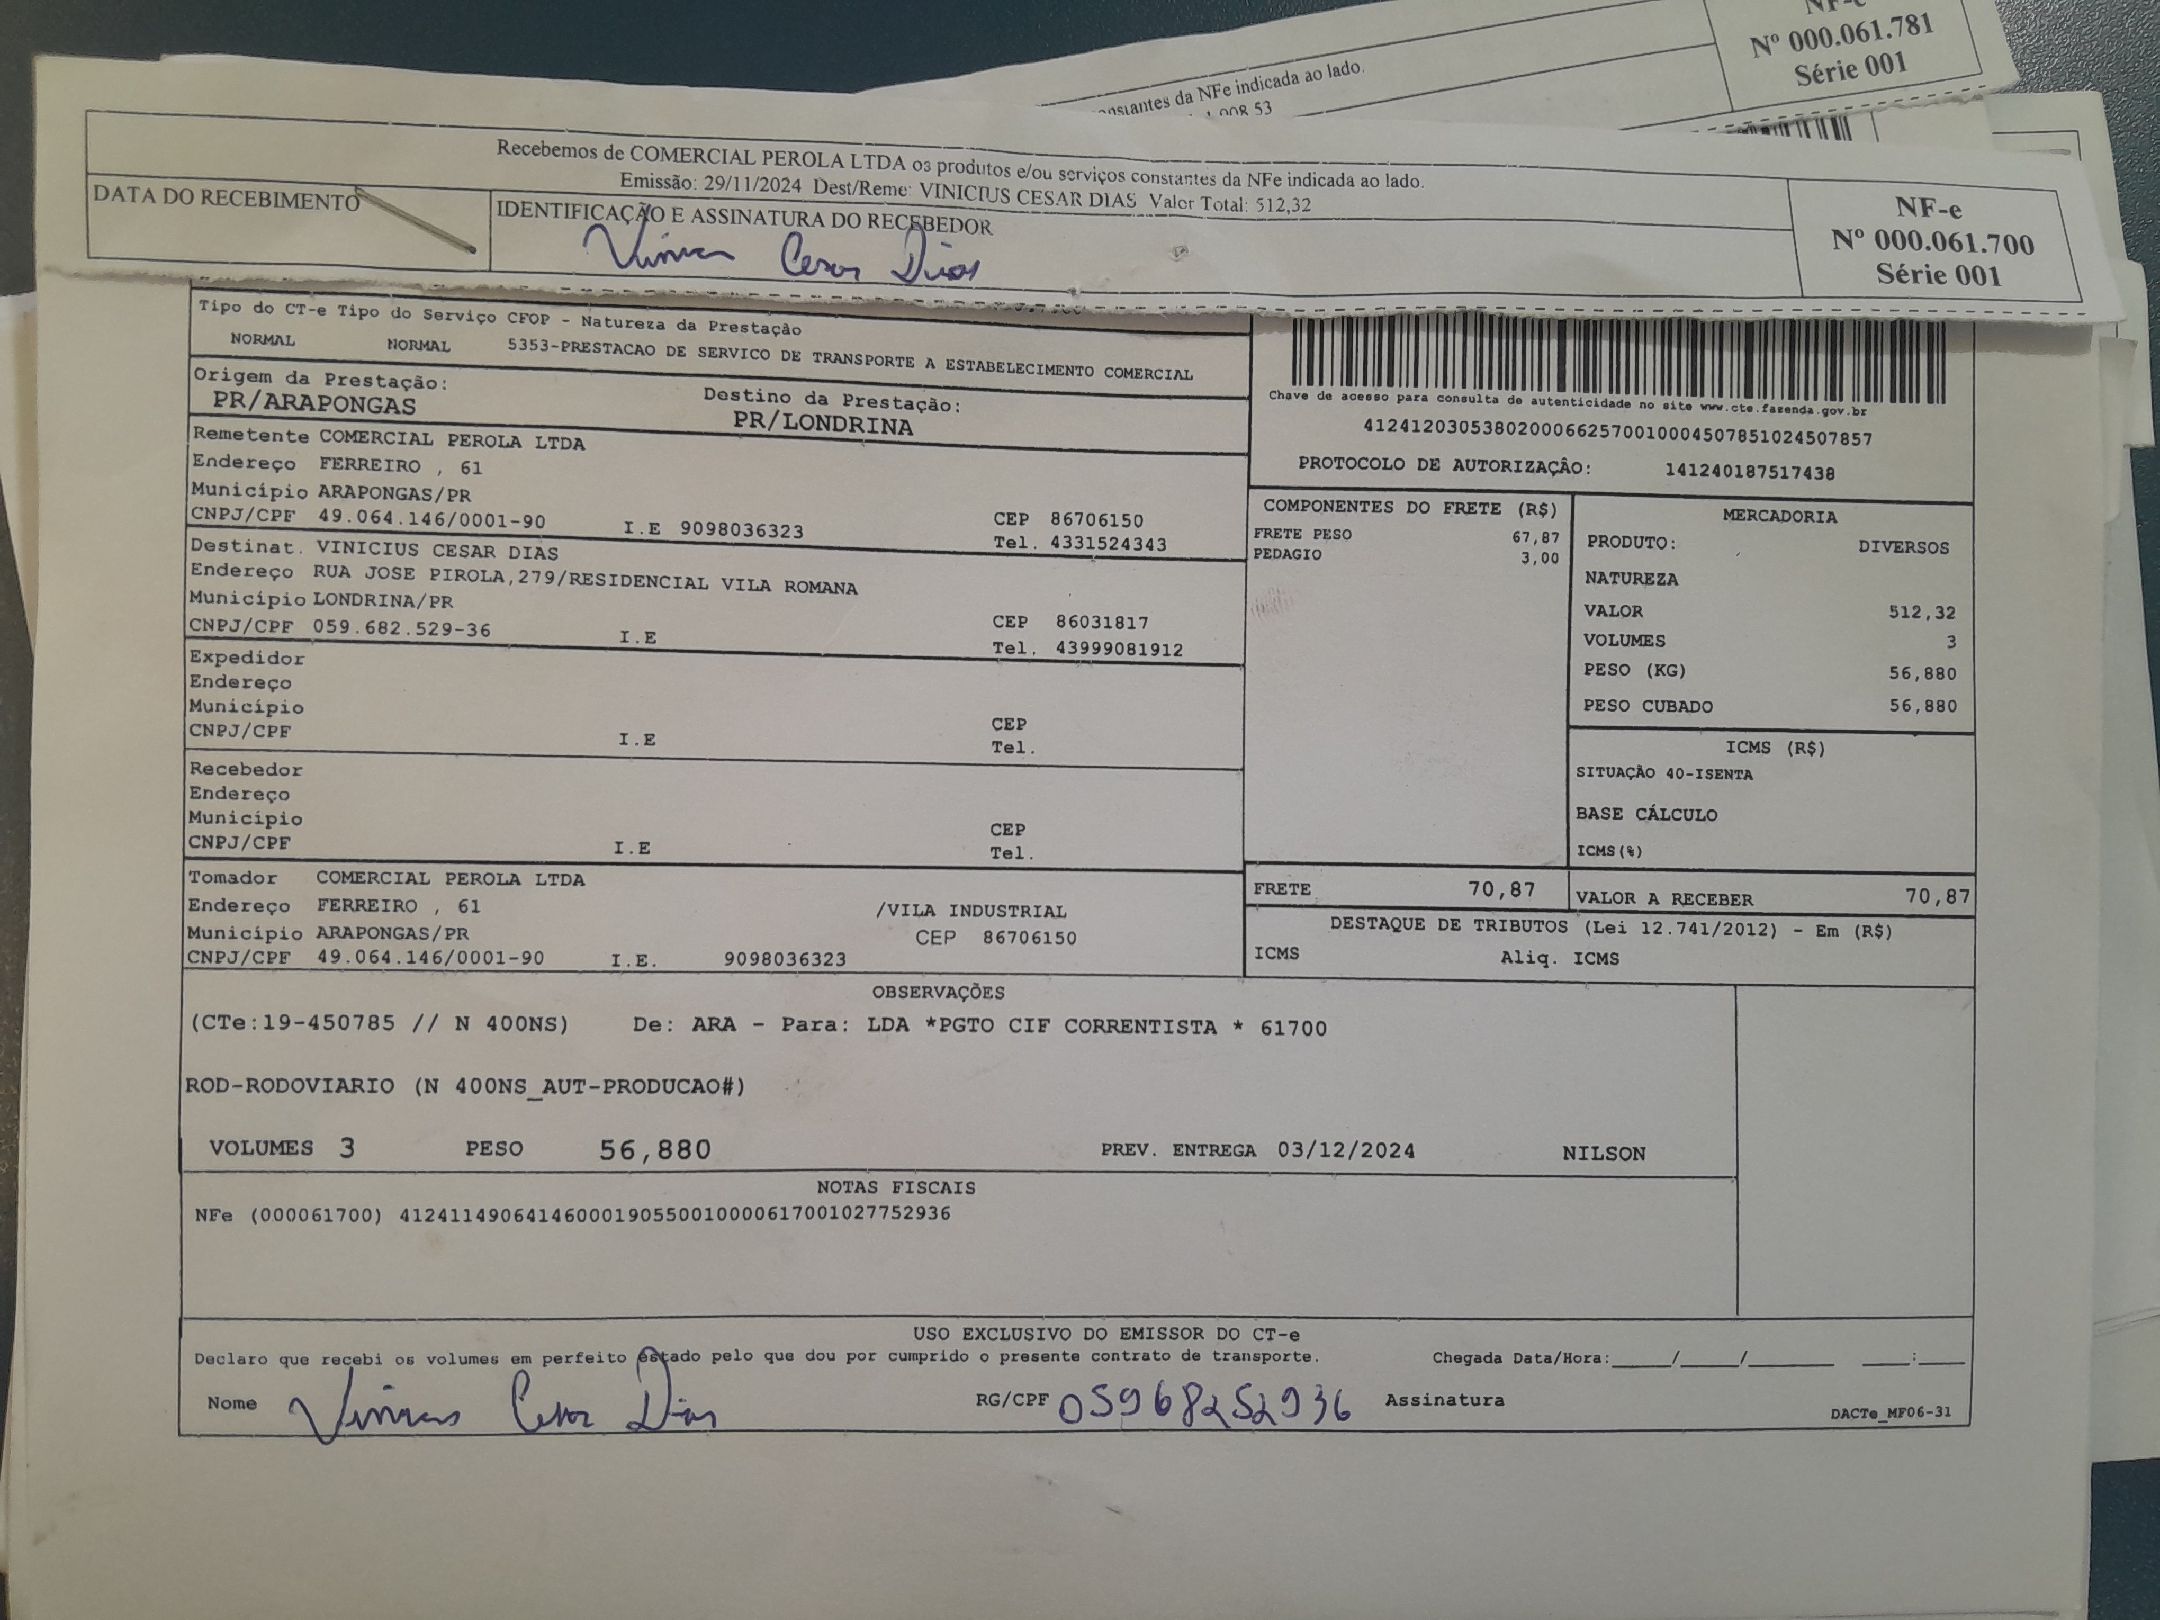 NF-e
Nº 000.061.781
Série 001
constantes da NFe indicada ao lado.
Recebemos de COMERCIAL PEROLA LTDA os produtos e/ou serviços constantes da NFe indicada ao lado.
Emissão: 29/11/2024 Dest/Reme: VINICIUS CESAR DIAS Valor Total: 512,32
DATA DO RECEBIMENTO
IDENTIFICAÇÃO E ASSINATURA DO RECEBEDOR
Vinicius Cesar Dias
NF-e
Nº 000.061.700
Série 001
Tipo do CT-e Tipo do Serviço CFOP - Natureza da Prestação
NORMAL NORMAL 5353-PRESTACAO DE SERVICO DE TRANSPORTE A ESTABELECIMENTO COMERCIAL
Origem da Prestação: Destino da Prestação:
PR/ARAPONGAS PR/LONDRINA
Remetente COMERCIAL PEROLA LTDA
Endereço FERREIRO , 61
Município ARAPONGAS/PR CEP 86706150
CNPJ/CPF 49.064.146/0001-90 I.E 9098036323 Tel. 4331524343
Destinat. VINICIUS CESAR DIAS
Endereço RUA JOSE PIROLA,279/RESIDENCIAL VILA ROMANA
Município LONDRINA/PR CEP 86031817
CNPJ/CPF 059.682.529-36 I.E Tel. 43999081912
Expedidor
Endereço
Município CEP
CNPJ/CPF I.E Tel.
Recebedor
Endereço
Município CEP
CNPJ/CPF I.E Tel.
Tomador COMERCIAL PEROLA LTDA
Endereço FERREIRO , 61 /VILA INDUSTRIAL
Município ARAPONGAS/PR CEP 86706150
CNPJ/CPF 49.064.146/0001-90 I.E. 9098036323
Chave de acesso para consulta de autenticidade no site www.cte.fazenda.gov.br
41241203053802000662570010004507851024507857
PROTOCOLO DE AUTORIZAÇÃO: 141240187517438
COMPONENTES DO FRETE (R$)
FRETE PESO 67,87
PEDAGIO 3,00
MERCADORIA
PRODUTO: DIVERSOS
NATUREZA
VALOR 512,32
VOLUMES 3
PESO (KG) 56,880
PESO CUBADO 56,880
ICMS (R$)
SITUAÇÃO 40-ISENTA
BASE CÁLCULO
ICMS(%)
FRETE 70,87 VALOR A RECEBER 70,87
DESTAQUE DE TRIBUTOS (Lei 12.741/2012) - Em (R$)
ICMS Aliq. ICMS
OBSERVAÇÕES
(CTe:19-450785 // N 400NS) De: ARA - Para: LDA *PGTO CIF CORRENTISTA * 61700
ROD-RODOVIARIO (N 400NS_AUT-PRODUCAO#)
VOLUMES 3 PESO 56,880 PREV. ENTREGA 03/12/2024 NILSON
NOTAS FISCAIS
NFe (000061700) 41241149064146000190550010000617001027752936
USO EXCLUSIVO DO EMISSOR DO CT-e
Declaro que recebi os volumes em perfeito estado pelo que dou por cumprido o presente contrato de transporte. Chegada Data/Hora:____/____/______ ____:____
Nome Vinicius Cesar Dias RG/CPF 05968252936 Assinatura
DACTe_MF06-31